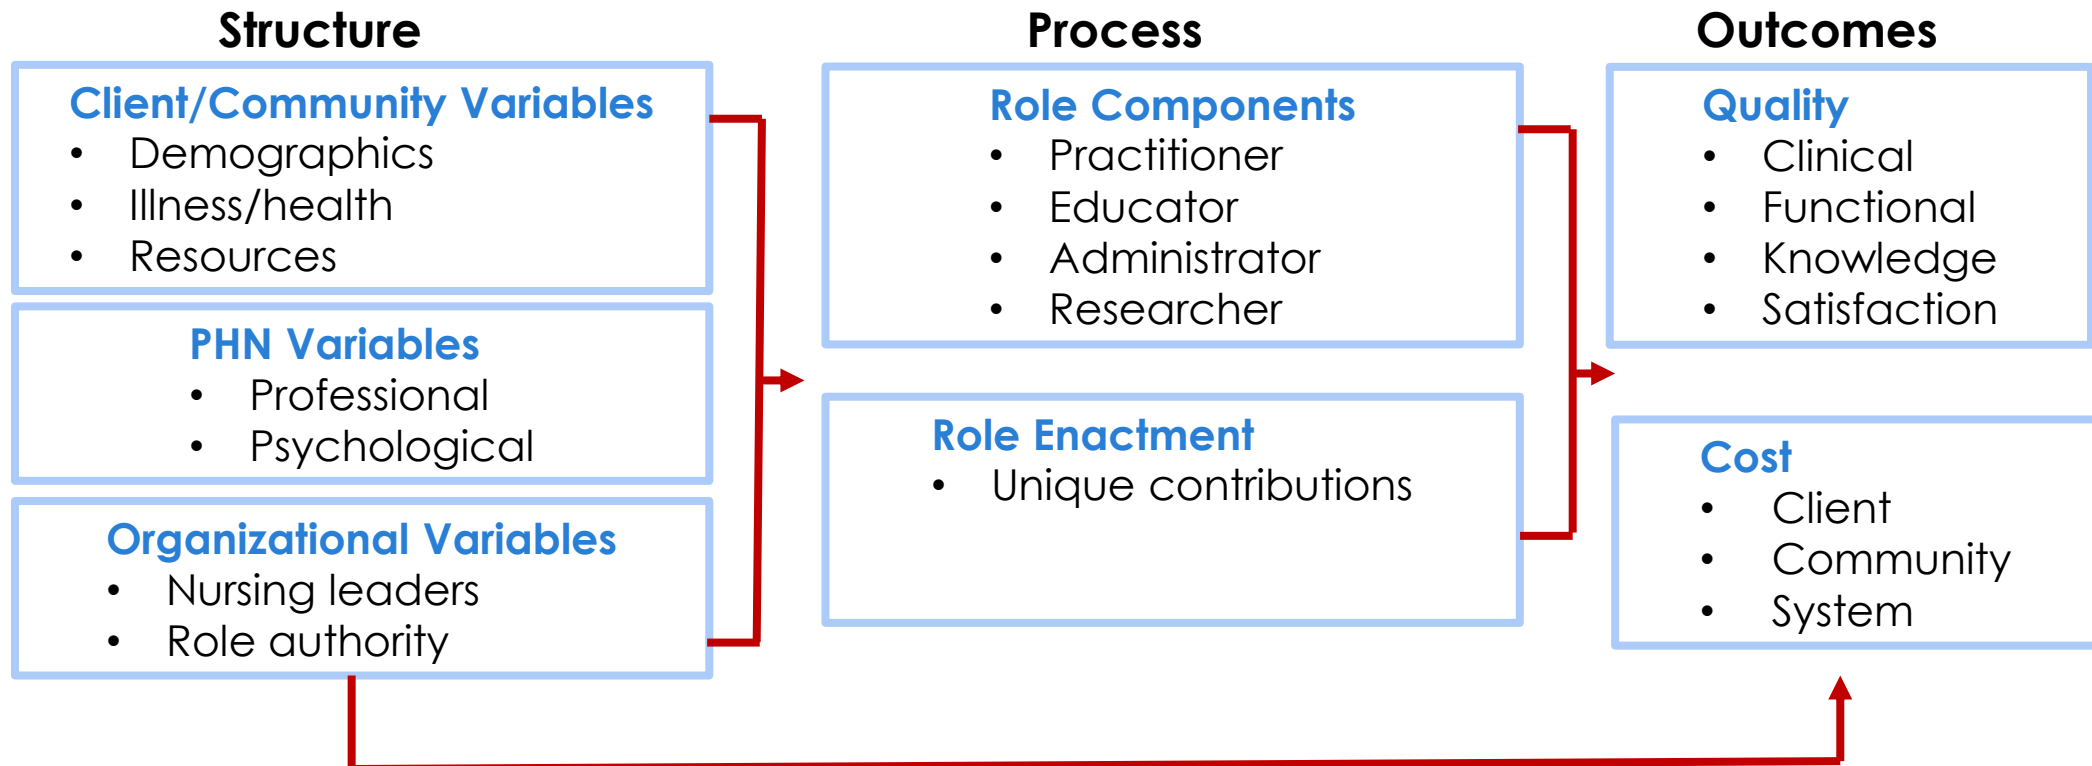 Structure
Client/Community Variables
• Demographics
• Illness/health
• Resources
PHN Variables
• Professional
• Psychological
Organizational Variables
• Nursing leaders
• Role authority
Process
Role Components
• Practitioner
• Educator
• Administrator
• Researcher
Role Enactment
• Unique contributions
Outcomes
Quality
• Clinical
• Functional
• Knowledge
• Satisfaction
Cost
• Client
• Community
• System